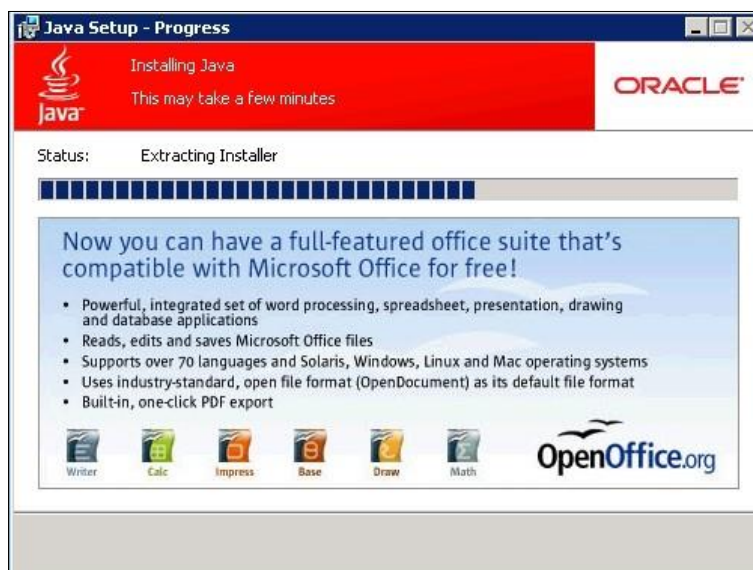 Java Setup - Progress
Java
Installing Java
This may take a few minutes
ORACLE
Status: Extracting Installer
Now you can have a full-featured office suite that's
compatible with Microsoft Office for free!
• Powerful, integrated set of word processing, spreadsheet, presentation, drawing
and database applications
• Reads, edits and saves Microsoft Office files
• Supports over 70 languages and Solaris, Windows, Linux and Mac operating systems
• Uses industry-standard, open file format (OpenDocument) as its default file format
• Built-in, one-click PDF export
Writer Calc Impress Base Draw Math
OpenOffice.org